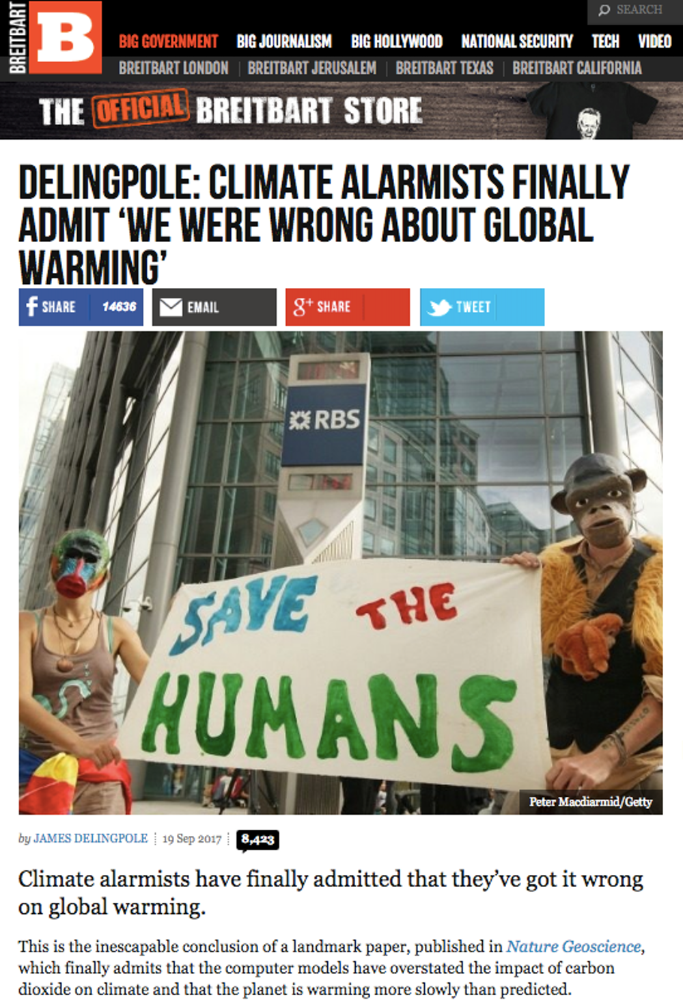 BREITBART
B
SEARCH
BIG GOVERNMENT BIG JOURNALISM BIG HOLLYWOOD NATIONAL SECURITY TECH VIDEO
BREITBART LONDON BREITBART JERUSALEM BREITBART TEXAS BREITBART CALIFORNIA
THE OFFICIAL BREITBART STORE
DELINGPOLE: CLIMATE ALARMISTS FINALLY
ADMIT ‘WE WERE WRONG ABOUT GLOBAL
WARMING’
f SHARE 14636 EMAIL g+ SHARE TWEET
RBS
SAVE THE
HUMANS
Peter Macdiarmid/Getty
by JAMES DELINGPOLE 19 Sep 2017 8,423
Climate alarmists have finally admitted that they’ve got it wrong
on global warming.
This is the inescapable conclusion of a landmark paper, published in Nature Geoscience,
which finally admits that the computer models have overstated the impact of carbon
dioxide on climate and that the planet is warming more slowly than predicted.